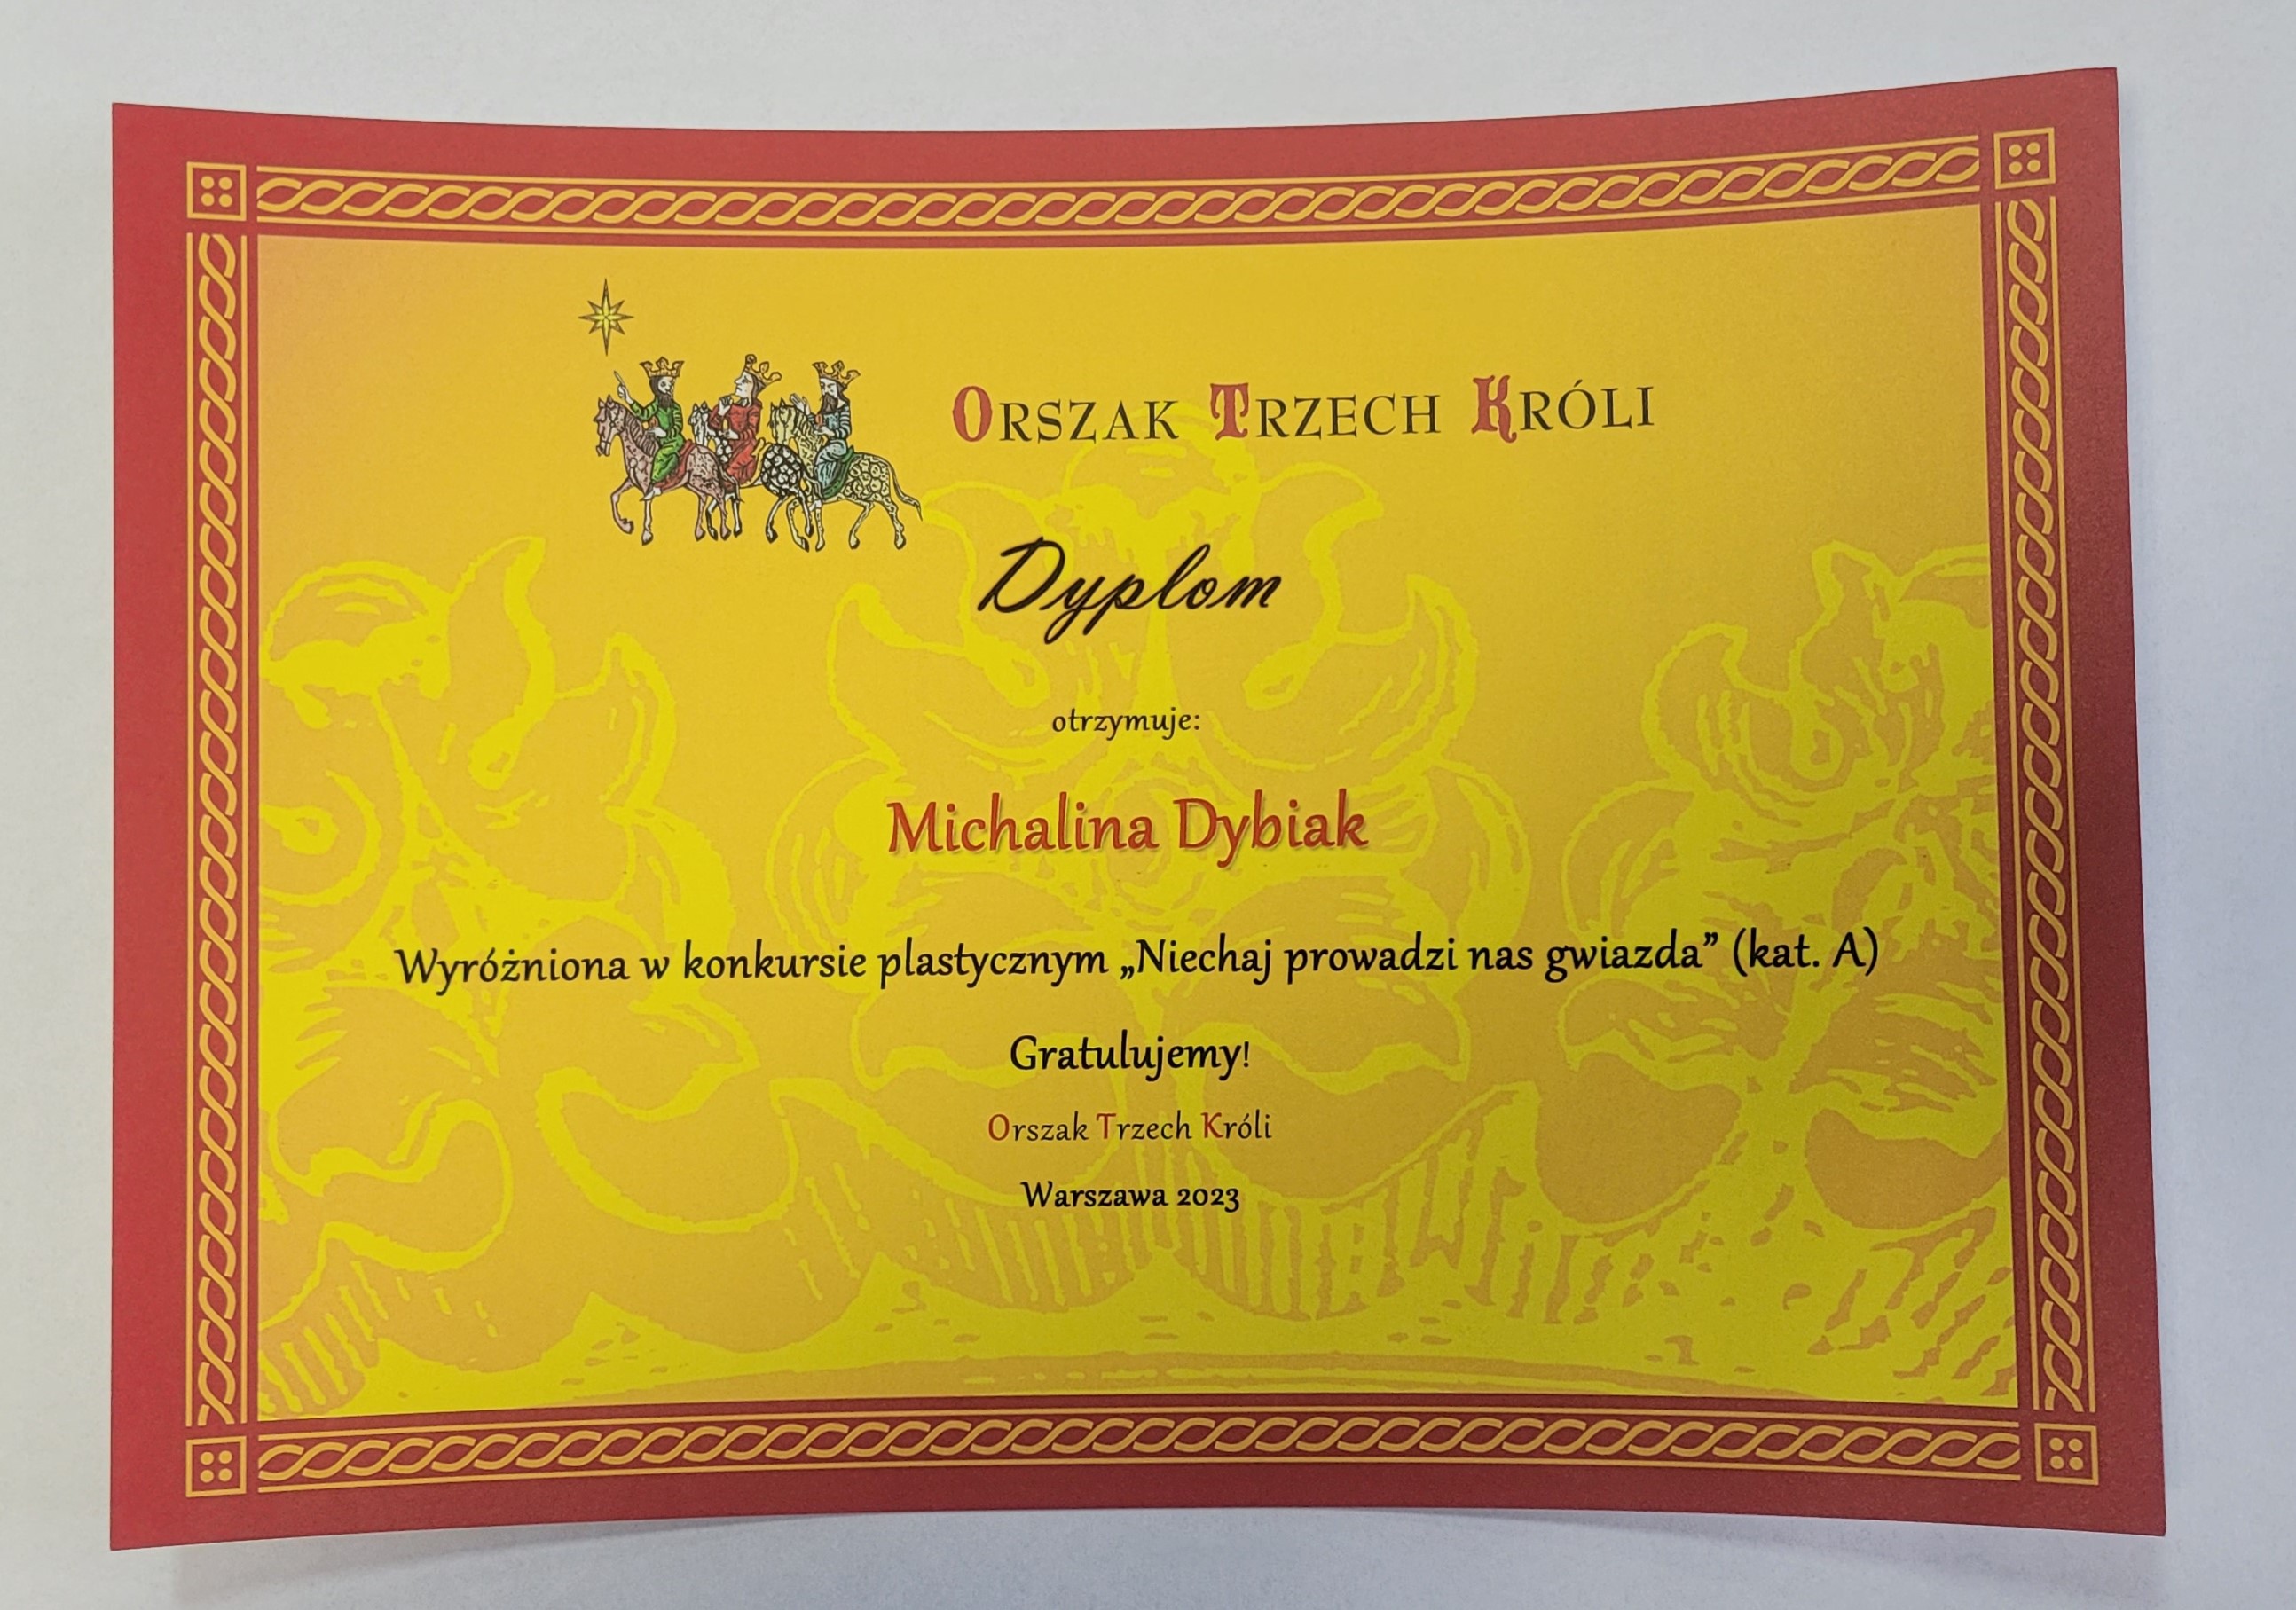 Orszak Trzech Króli
Dyplom
otrzymuje:
Michalina Dybiak
Wyróżniona w konkursie plastycznym „Niechaj prowadzi nas gwiazda” (kat. A)
Gratulujemy!
Orszak Trzech Króli
Warszawa 2023